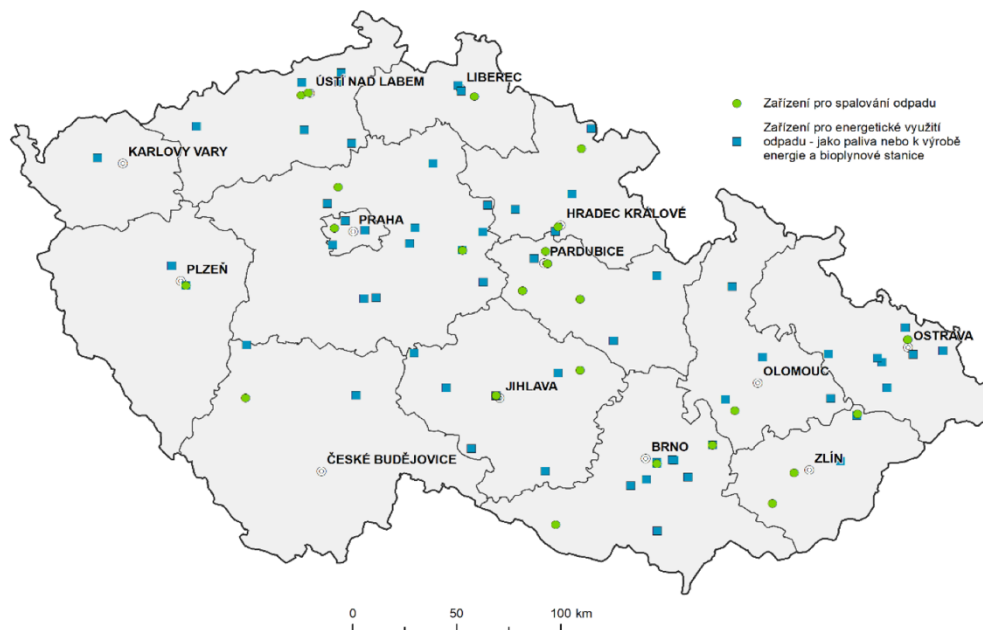 ÚSTÍ NAD LABEM
LIBEREC
Zařízení pro spalování odpadu
Zařízení pro energetické využití
odpadu - jako paliva nebo k výrobě
energie a bioplynové stanice
KARLOVY VARY
PRAHA
HRADEC KRÁLOVÉ
PARDUBICE
PLZEŇ
OSTRAVA
OLOMOUC
JIHLAVA
BRNO
ZLÍN
ČESKÉ BUDĚJOVICE
0 50 100 km